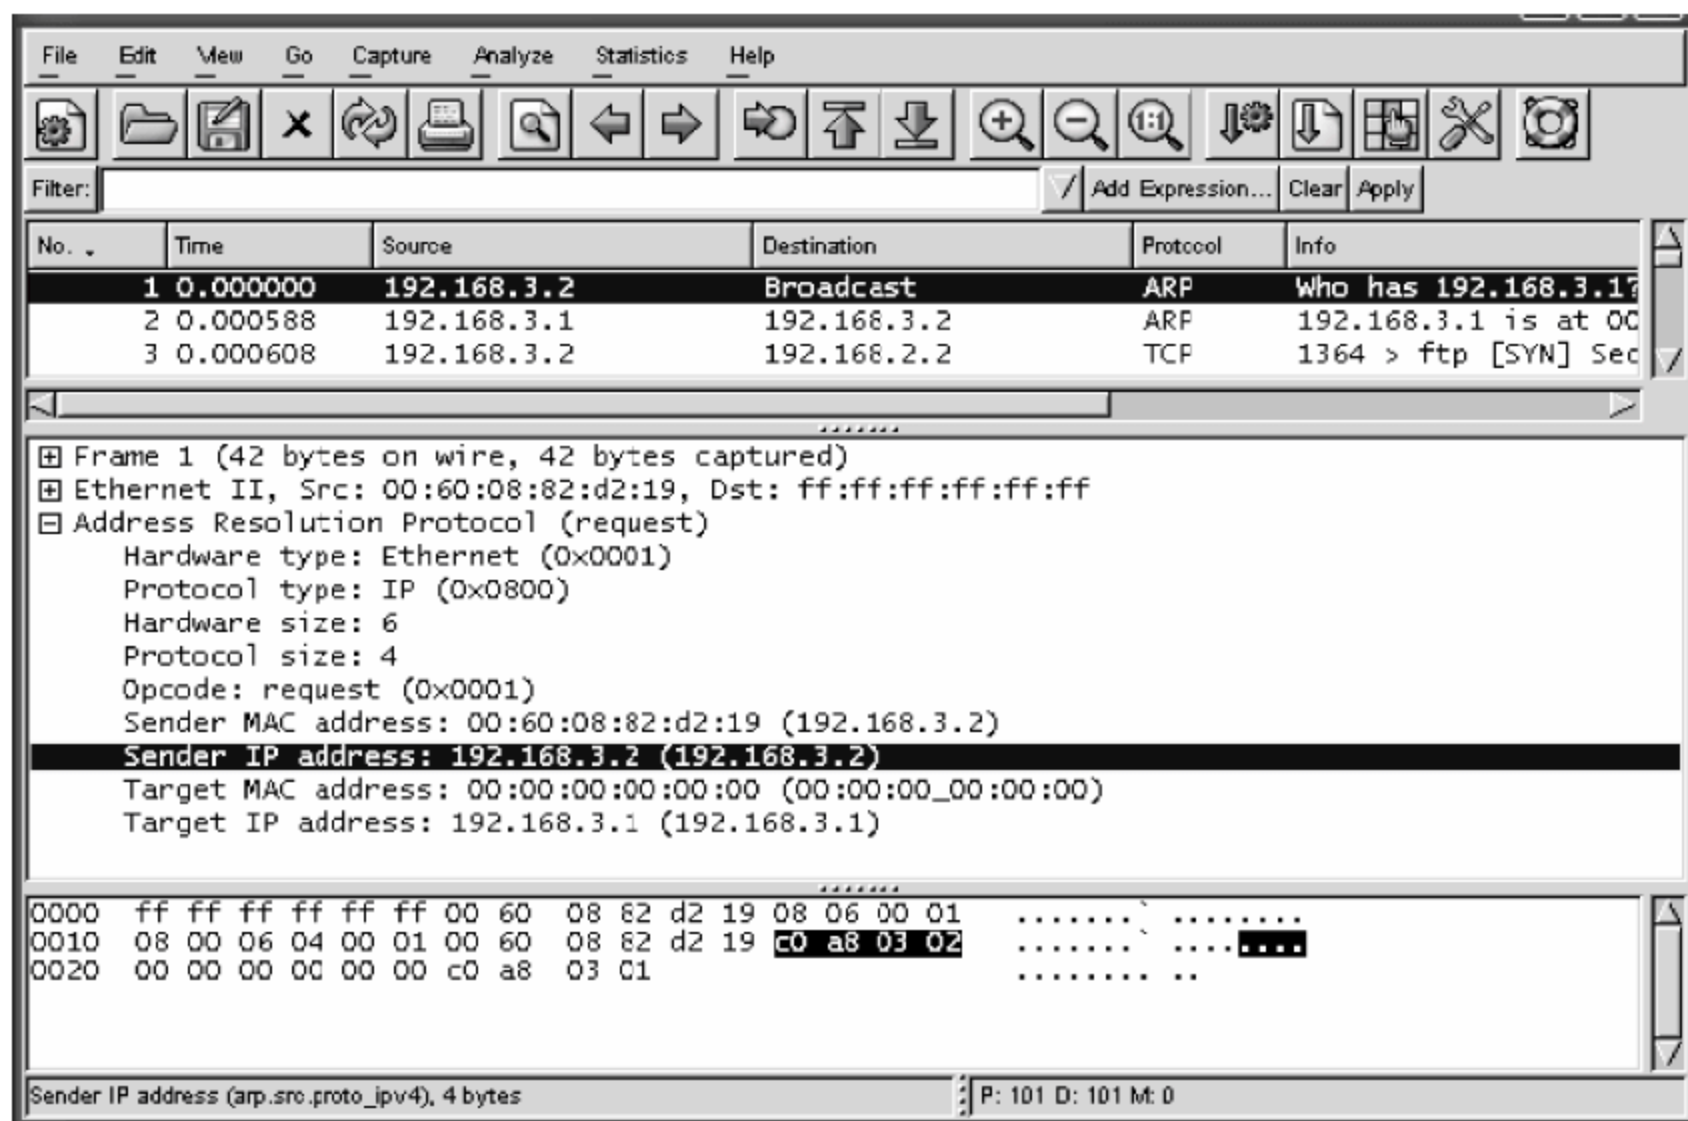 File Edit View Go Capture Analyze Statistics Help
1:1
Filter: Add Expression... Clear Apply
No. Time Source Destination Protocol Info
1 0.000000 192.168.3.2 Broadcast ARP Who has 192.168.3.1?
2 0.000588 192.168.3.1 192.168.3.2 ARP 192.168.3.1 is at 00
3 0.000608 192.168.3.2 192.168.2.2 TCP 1364 > ftp [SYN] Seq
Frame 1 (42 bytes on wire, 42 bytes captured)
Ethernet II, Src: 00:60:08:82:d2:19, Dst: ff:ff:ff:ff:ff:ff
Address Resolution Protocol (request)
Hardware type: Ethernet (0x0001)
Protocol type: IP (0x0800)
Hardware size: 6
Protocol size: 4
Opcode: request (0x0001)
Sender MAC address: 00:60:08:82:d2:19 (192.168.3.2)
Sender IP address: 192.168.3.2 (192.168.3.2)
Target MAC address: 00:00:00:00:00:00 (00:00:00_00:00:00)
Target IP address: 192.168.3.1 (192.168.3.1)
0000 ff ff ff ff ff ff 00 60 08 82 d2 19 08 06 00 01 .......` ........
0010 08 00 06 04 00 01 00 60 08 82 d2 19 c0 a8 03 02 .......` ........
0020 00 00 00 00 00 00 c0 a8 03 01 ........ ..
Sender IP address (arp.src.proto_ipv4), 4 bytes P: 101 D: 101 M: 0